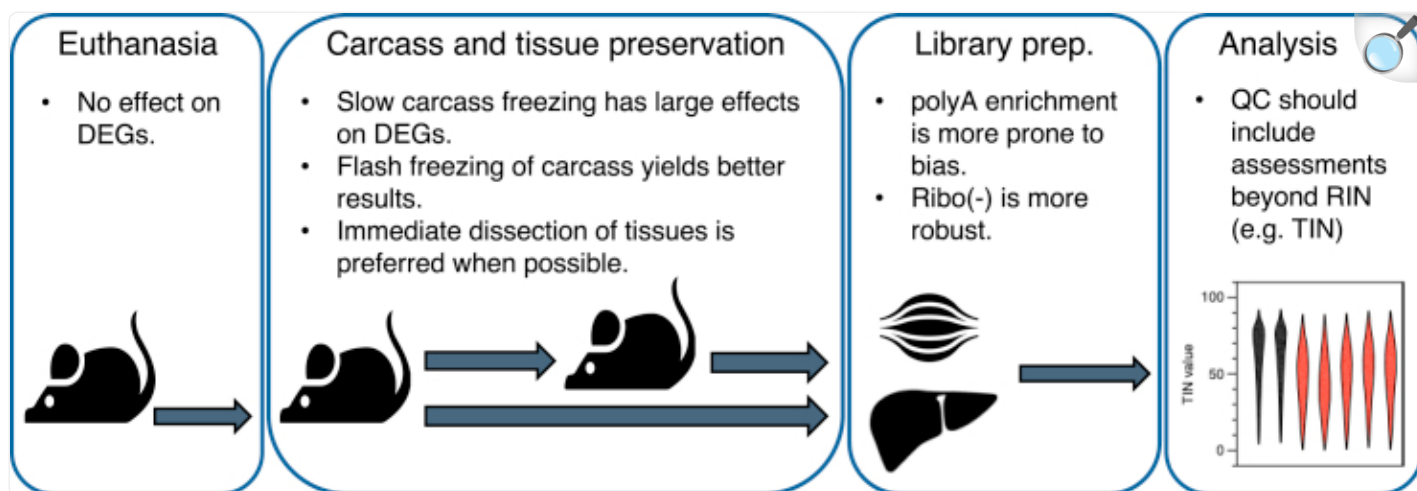 Euthanasia
• No effect on
DEGs.
Carcass and tissue preservation
• Slow carcass freezing has large effects
on DEGs.
• Flash freezing of carcass yields better
results.
• Immediate dissection of tissues is
preferred when possible.
Library prep.
• polyA enrichment
is more prone to
bias.
• Ribo(-) is more
robust.
Analysis
• QC should
include
assessments
beyond RIN
(e.g. TIN)
100
50
0
TIN value